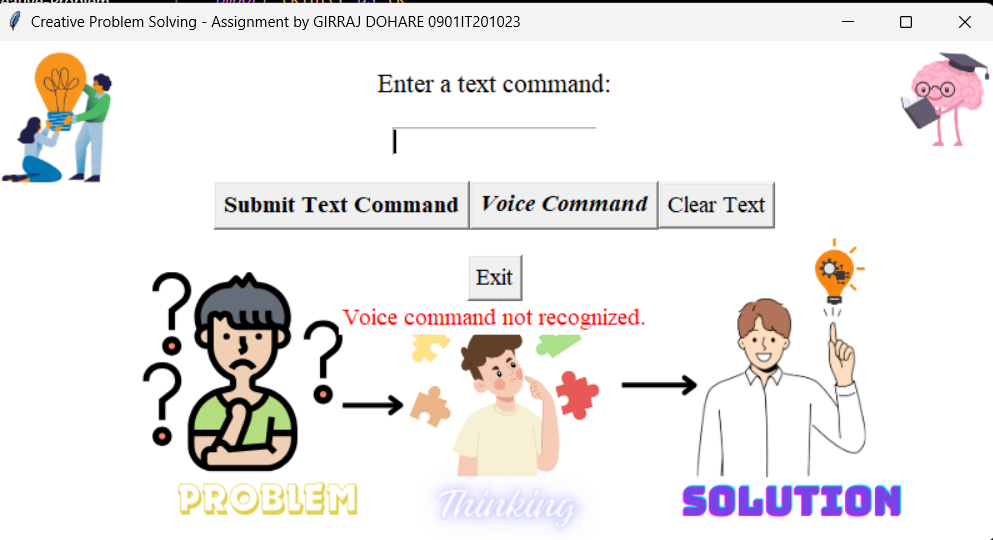 Creative Problem Solving - Assignment by GIRRAJ DOHARE 0901IT201023
Enter a text command:
Submit Text Command Voice Command Clear Text
Exit
Voice command not recognized.
PROBLEM Thinking SOLUTION